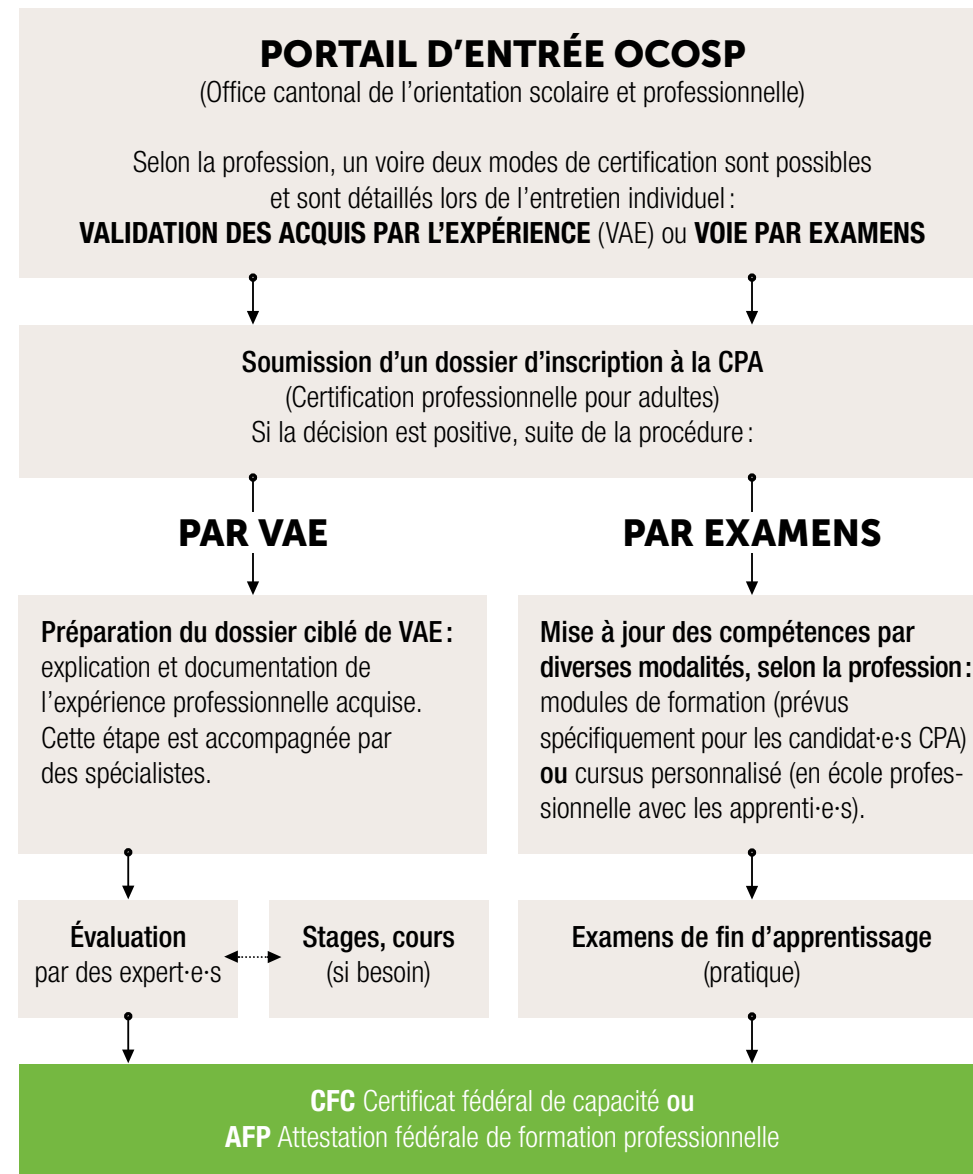 PORTAIL D'ENTRÉE OCOSP
(Office cantonal de l'orientation scolaire et professionnelle)
Selon la profession, un voire deux modes de certification sont possibles
et sont détaillés lors de l'entretien individuel :
VALIDATION DES ACQUIS PAR L'EXPÉRIENCE (VAE) ou VOIE PAR EXAMENS
Soumission d'un dossier d'inscription à la CPA
(Certification professionnelle pour adultes)
Si la décision est positive, suite de la procédure :
PAR VAE
Préparation du dossier ciblé de VAE :
explication et documentation de
l'expérience professionnelle acquise.
Cette étape est accompagnée par
des spécialistes.
Évaluation
par des expert·e·s
Stages, cours
(si besoin)
PAR EXAMENS
Mise à jour des compétences par
diverses modalités, selon la profession :
modules de formation (prévus
spécifiquement pour les candidat·e·s CPA)
ou cursus personnalisé (en école profes-
sionnelle avec les apprenti·e·s).
Examens de fin d'apprentissage
(pratique)
CFC Certificat fédéral de capacité ou
AFP Attestation fédérale de formation professionnelle